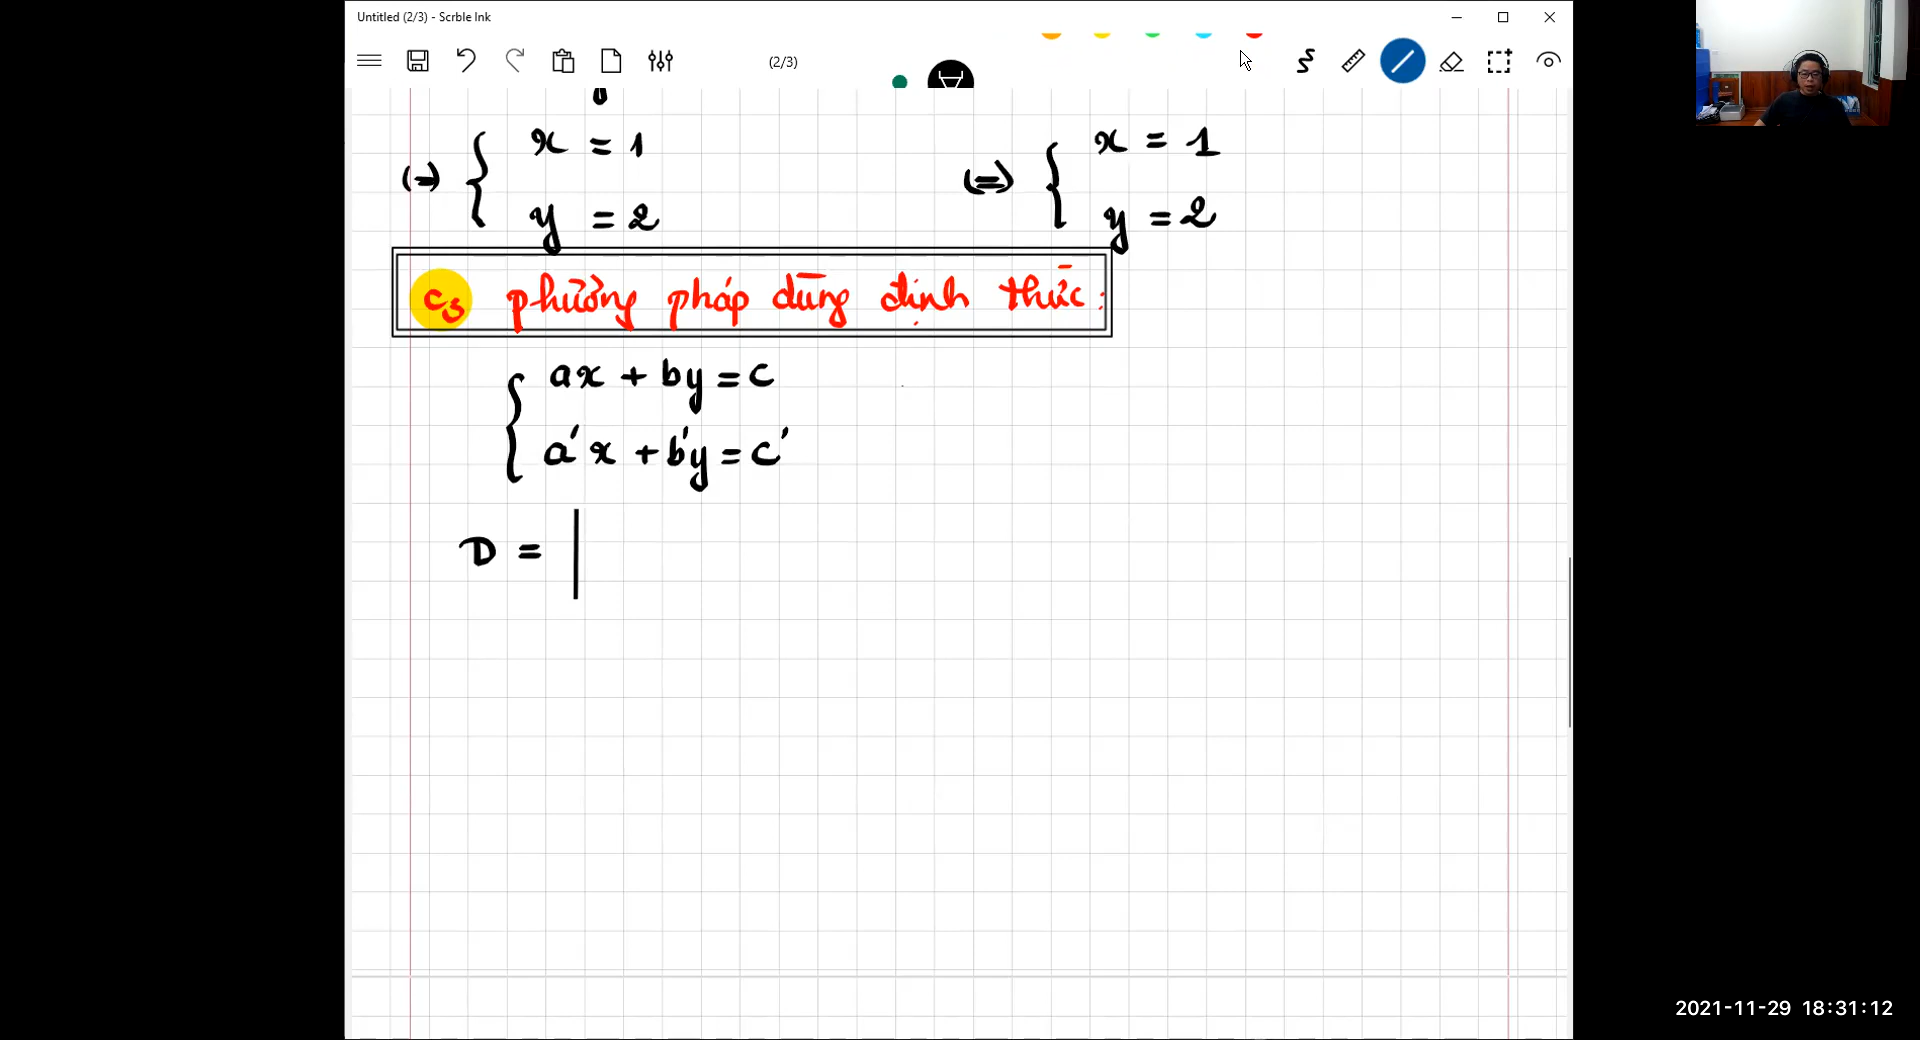 Untitled (2/3) - Scrble Ink
(2/3)
(=) { x = 1
y = 2
(=) { x = 1
y = 2
C3 phương pháp dùng định thức:
{ ax + by = c
a'x + b'y = c'
D = |
2021-11-29 18:31:12